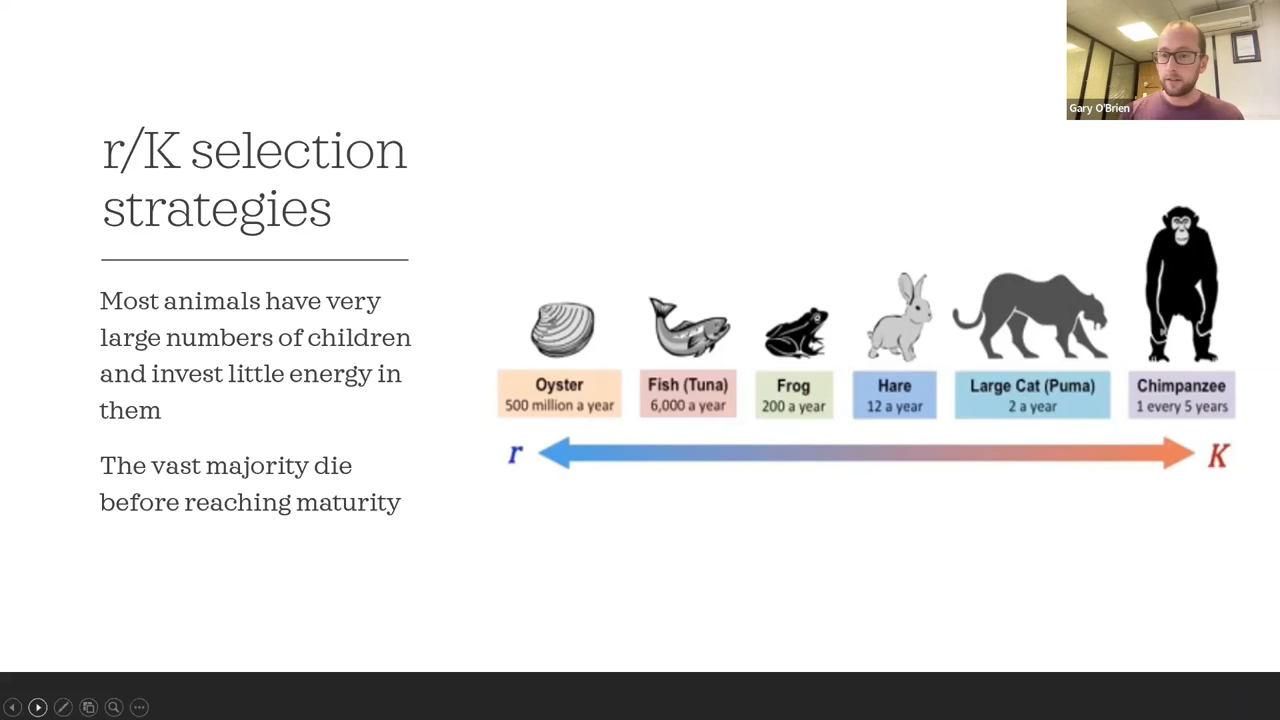 Gary O'Brien
r/K selection
strategies
Most animals have very
large numbers of children
and invest little energy in
them
The vast majority die
before reaching maturity
Oyster
500 million a year
Fish (Tuna)
6,000 a year
Frog
200 a year
Hare
12 a year
Large Cat (Puma)
2 a year
Chimpanzee
1 every 5 years
r
K